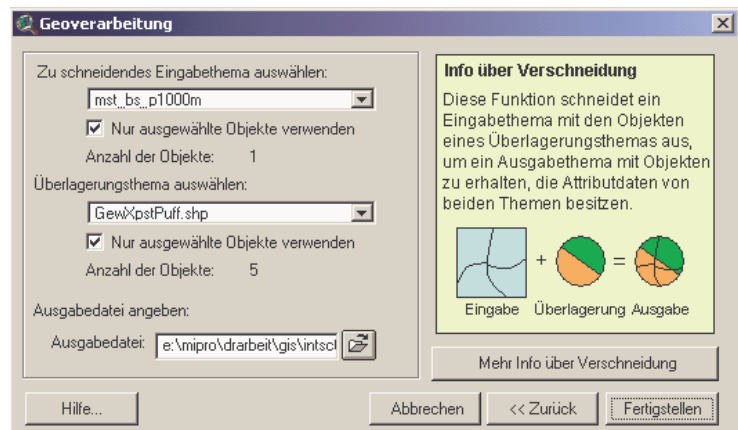 Geoverarbeitung
Zu schneidendes Eingabethema auswählen:
mst_bs_p1000m
Nur ausgewählte Objekte verwenden
Anzahl der Objekte: 1
Überlagerungsthema auswählen:
GewXpstPuff.shp
Nur ausgewählte Objekte verwenden
Anzahl der Objekte: 5
Ausgabedatei angeben:
Ausgabedatei: e:\mipro\drarbeit\gis\intsct
Info über Verschneidung
Diese Funktion schneidet ein
Eingabethema mit den Objekten
eines Überlagerungsthemas aus,
um ein Ausgabethema mit Objekten
zu erhalten, die Attributdaten von
beiden Themen besitzen.
+ =
Eingabe Überlagerung Ausgabe
Mehr Info über Verschneidung
Hilfe... Abbrechen << Zurück Fertigstellen